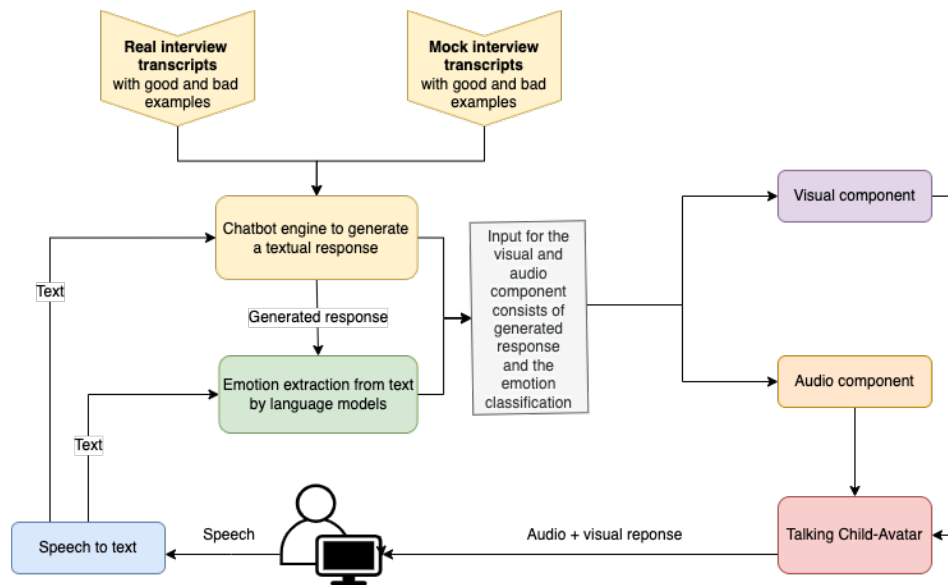 Real interview
transcripts
with good and bad
examples
Mock interview
transcripts
with good and bad
examples
Chatbot engine to generate
a textual response
Input for the
visual and
audio
component
consists of
generated
response
and the
emotion
classification
Visual component
Text
Generated response
Emotion extraction from text
by language models
Audio component
Text
Speech to text
Speech
Audio + visual reponse
Talking Child-Avatar